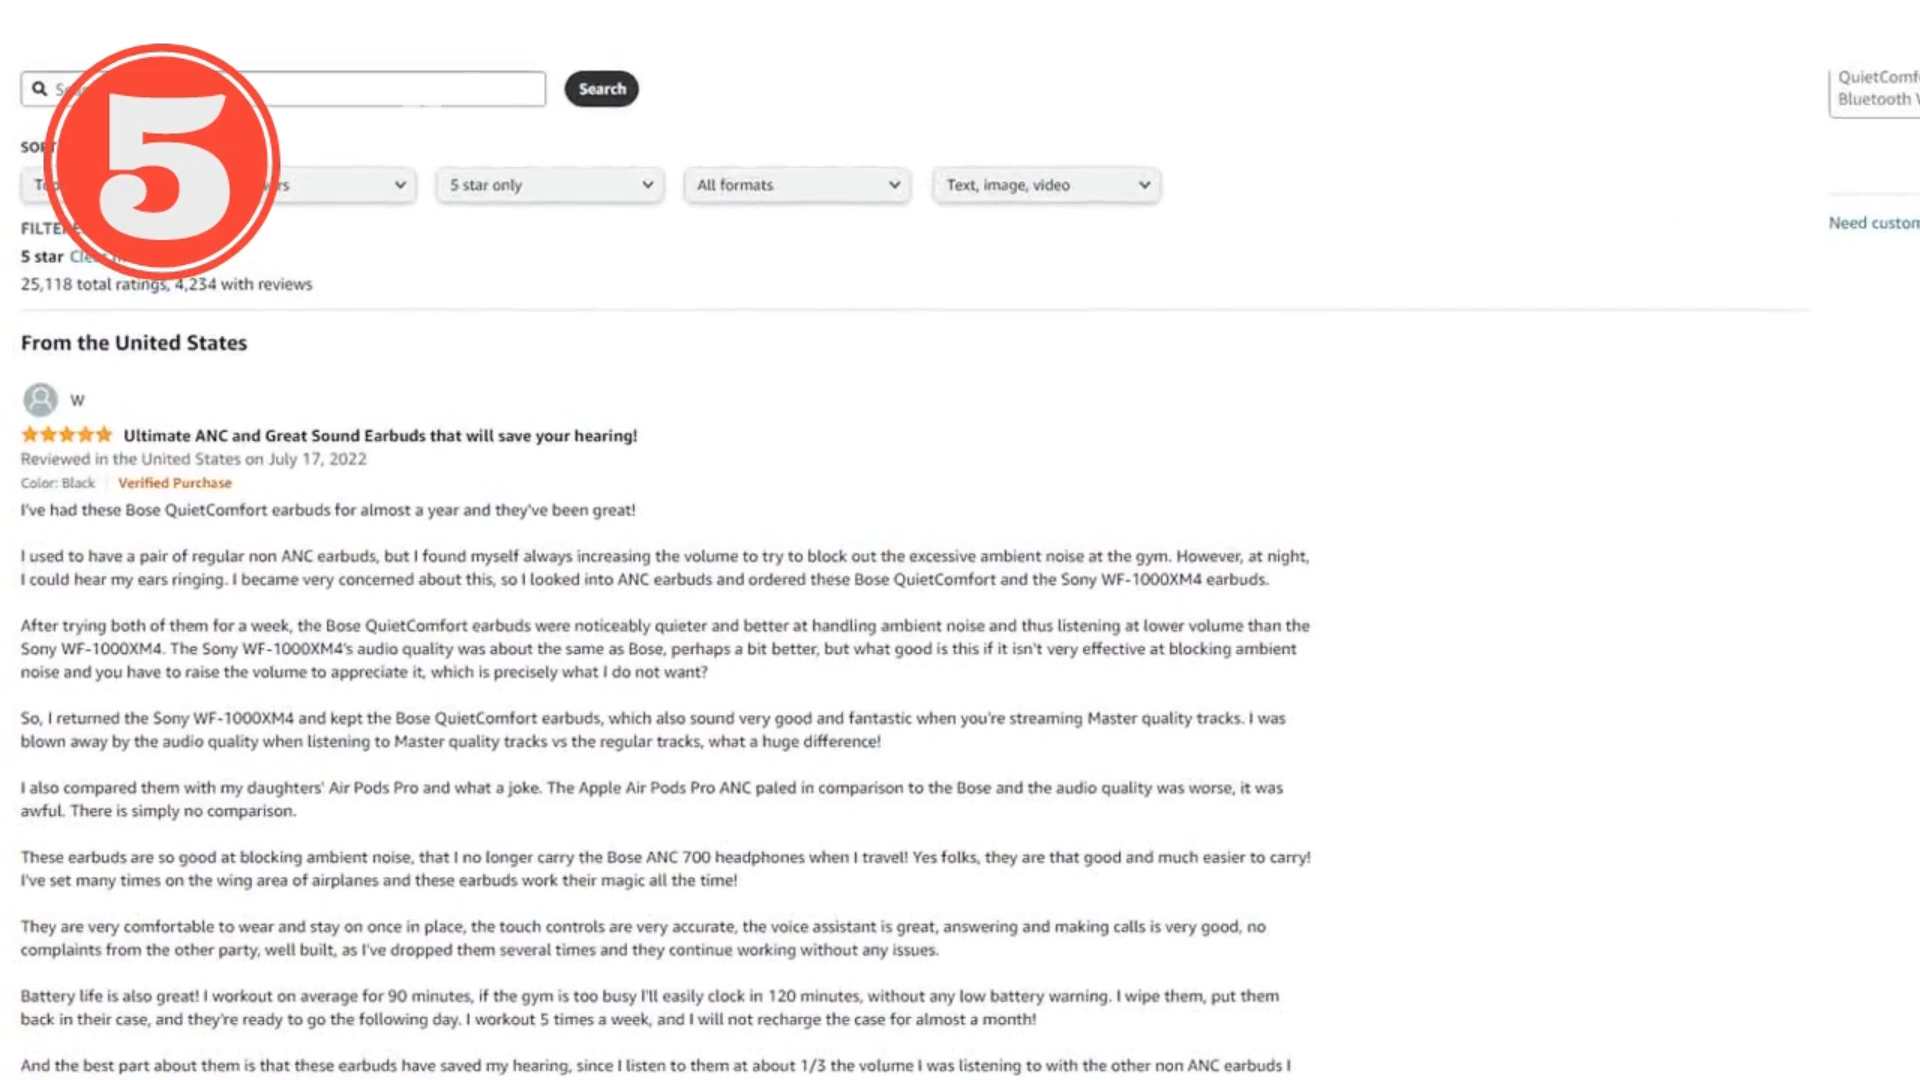 5
Search
QuietComf
Bluetooth
5 star only
All formats
Text, image, video
Need custom
5 star
25,118 total ratings, 4,234 with reviews
From the United States
W
Ultimate ANC and Great Sound Earbuds that will save your hearing!
Reviewed in the United States on July 17, 2022
Color: Black Verified Purchase
I've had these Bose QuietComfort earbuds for almost a year and they've been great!
I used to have a pair of regular non ANC earbuds, but I found myself always increasing the volume to try to block out the excessive ambient noise at the gym. However, at night,
I could hear my ears ringing. I became very concerned about this, so I looked into ANC earbuds and ordered these Bose QuietComfort and the Sony WF-1000XM4 earbuds.
After trying both of them for a week, the Bose QuietComfort earbuds were noticeably quieter and better at handling ambient noise and thus listening at lower volume than the
Sony WF-1000XM4. The Sony WF-1000XM4's audio quality was about the same as Bose, perhaps a bit better, but what good is this if it isn't very effective at blocking ambient
noise and you have to raise the volume to appreciate it, which is precisely what I do not want?
So, I returned the Sony WF-1000XM4 and kept the Bose QuietComfort earbuds, which also sound very good and fantastic when you're streaming Master quality tracks. I was
blown away by the audio quality when listening to Master quality tracks vs the regular tracks, what a huge difference!
I also compared them with my daughters' Air Pods Pro and what a joke. The Apple Air Pods Pro ANC paled in comparison to the Bose and the audio quality was worse, it was
awful. There is simply no comparison.
These earbuds are so good at blocking ambient noise, that I no longer carry the Bose ANC 700 headphones when I travel! Yes folks, they are that good and much easier to carry!
I've set many times on the wing area of airplanes and these earbuds work their magic all the time!
They are very comfortable to wear and stay on once in place, the touch controls are very accurate, the voice assistant is great, answering and making calls is very good, no
complaints from the other party, well built, as I've dropped them several times and they continue working without any issues.
Battery life is also great! I workout on average for 90 minutes, if the gym is too busy I'll easily clock in 120 minutes, without any low battery warning. I wipe them, put them
back in their case, and they're ready to go the following day. I workout 5 times a week, and I will not recharge the case for almost a month!
And the best part about them is that these earbuds have saved my hearing, since I listen to them at about 1/3 the volume I was listening to with the other non ANC earbuds I